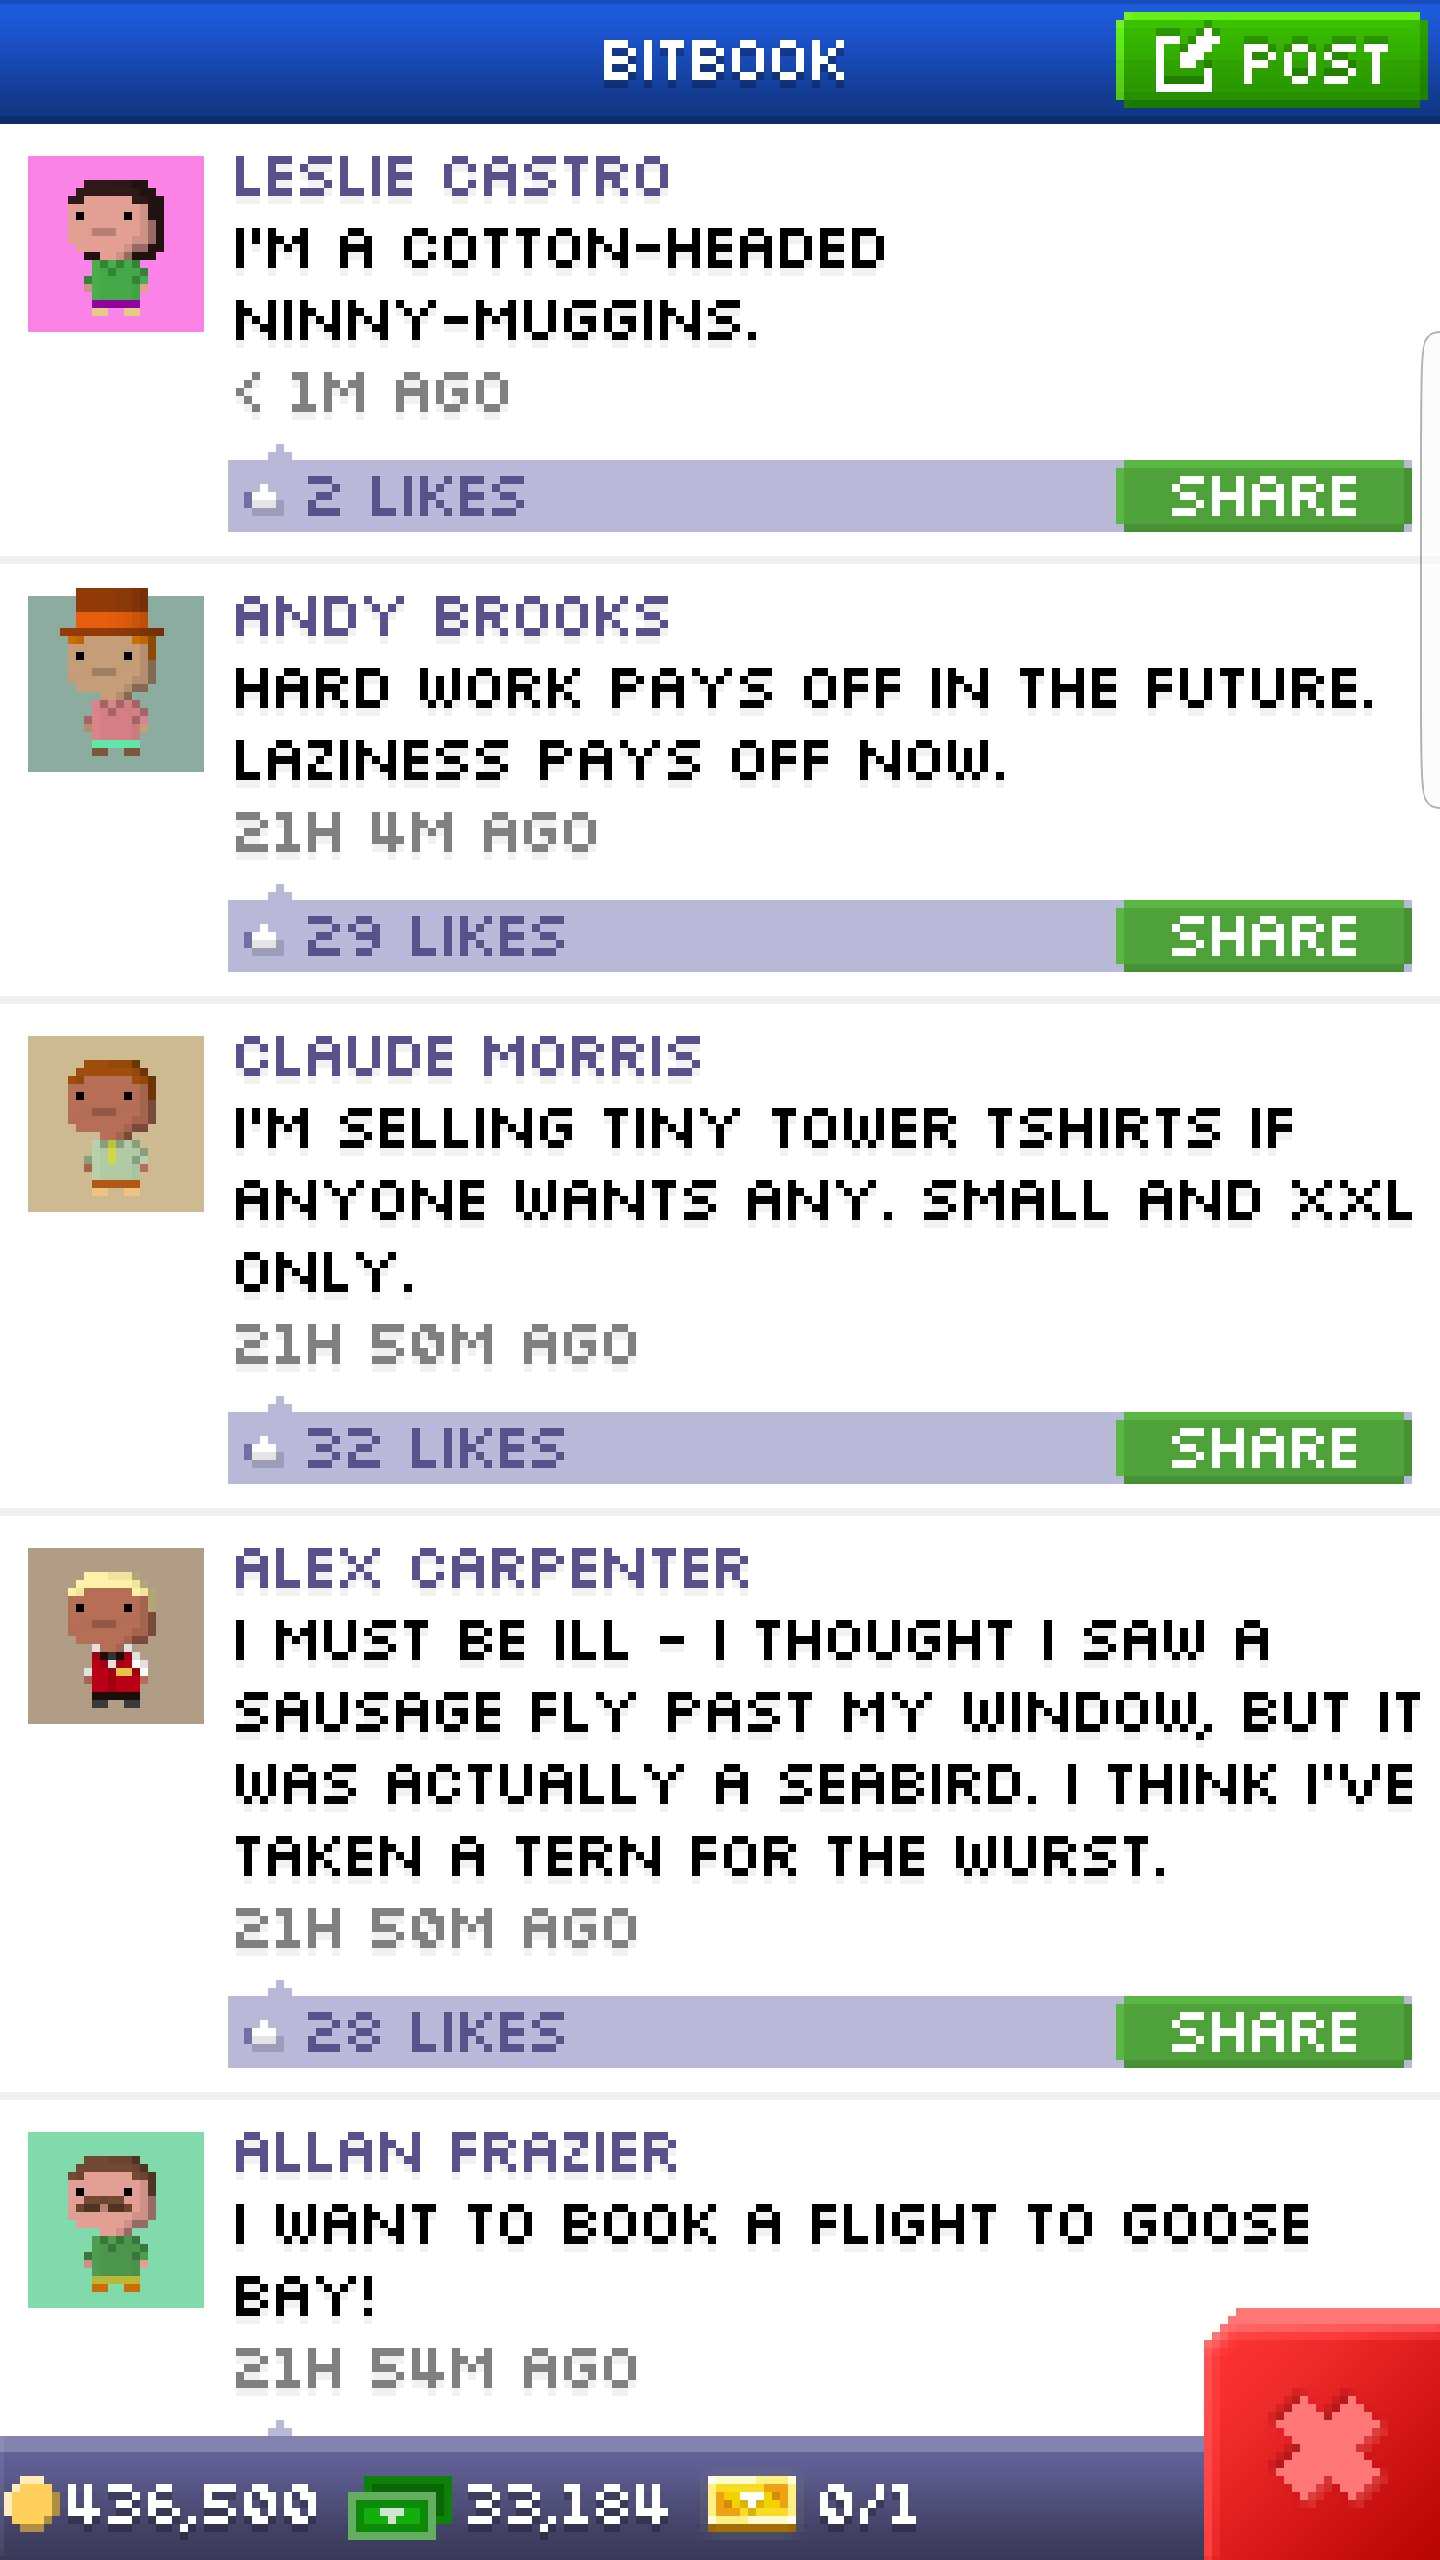 BITBOOK
POST
LESLIE CASTRO
I'M A COTTON-HEADED
NINNY-MUGGINS.
< 1M AGO
2 LIKES
SHARE
ANDY BROOKS
HARD WORK PAYS OFF IN THE FUTURE.
LAZINESS PAYS OFF NOW.
21H 4M AGO
29 LIKES
SHARE
CLAUDE MORRIS
I'M SELLING TINY TOWER TSHIRTS IF
ANYONE WANTS ANY. SMALL AND XXL
ONLY.
21H 50M AGO
32 LIKES
SHARE
ALEX CARPENTER
I MUST BE ILL - I THOUGHT I SAW A
SAUSAGE FLY PAST MY WINDOW, BUT IT
WAS ACTUALLY A SEABIRD. I THINK I'VE
TAKEN A TERN FOR THE WURST.
21H 50M AGO
28 LIKES
SHARE
ALLAN FRAZIER
I WANT TO BOOK A FLIGHT TO GOOSE
BAY!
21H 54M AGO
436,500 33,184 0/1